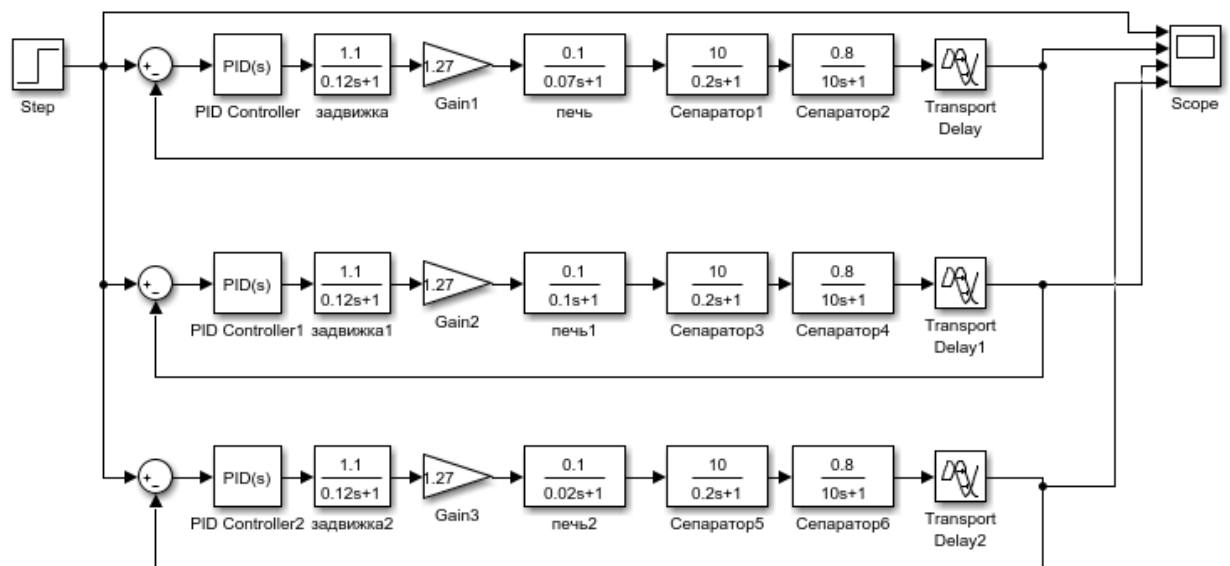 Step
+
−
PID(s)
PID Controller
1.1
0.12s+1
задвижка
1.27
Gain1
0.1
0.07s+1
печь
10
0.2s+1
Сепаратор1
0.8
10s+1
Сепаратор2
Transport
Delay
Scope
+
−
PID(s)
PID Controller1
1.1
0.12s+1
задвижка1
1.27
Gain2
0.1
0.1s+1
печь1
10
0.2s+1
Сепаратор3
0.8
10s+1
Сепаратор4
Transport
Delay1
+
−
PID(s)
PID Controller2
1.1
0.12s+1
задвижка2
1.27
Gain3
0.1
0.02s+1
печь2
10
0.2s+1
Сепаратор5
0.8
10s+1
Сепаратор6
Transport
Delay2